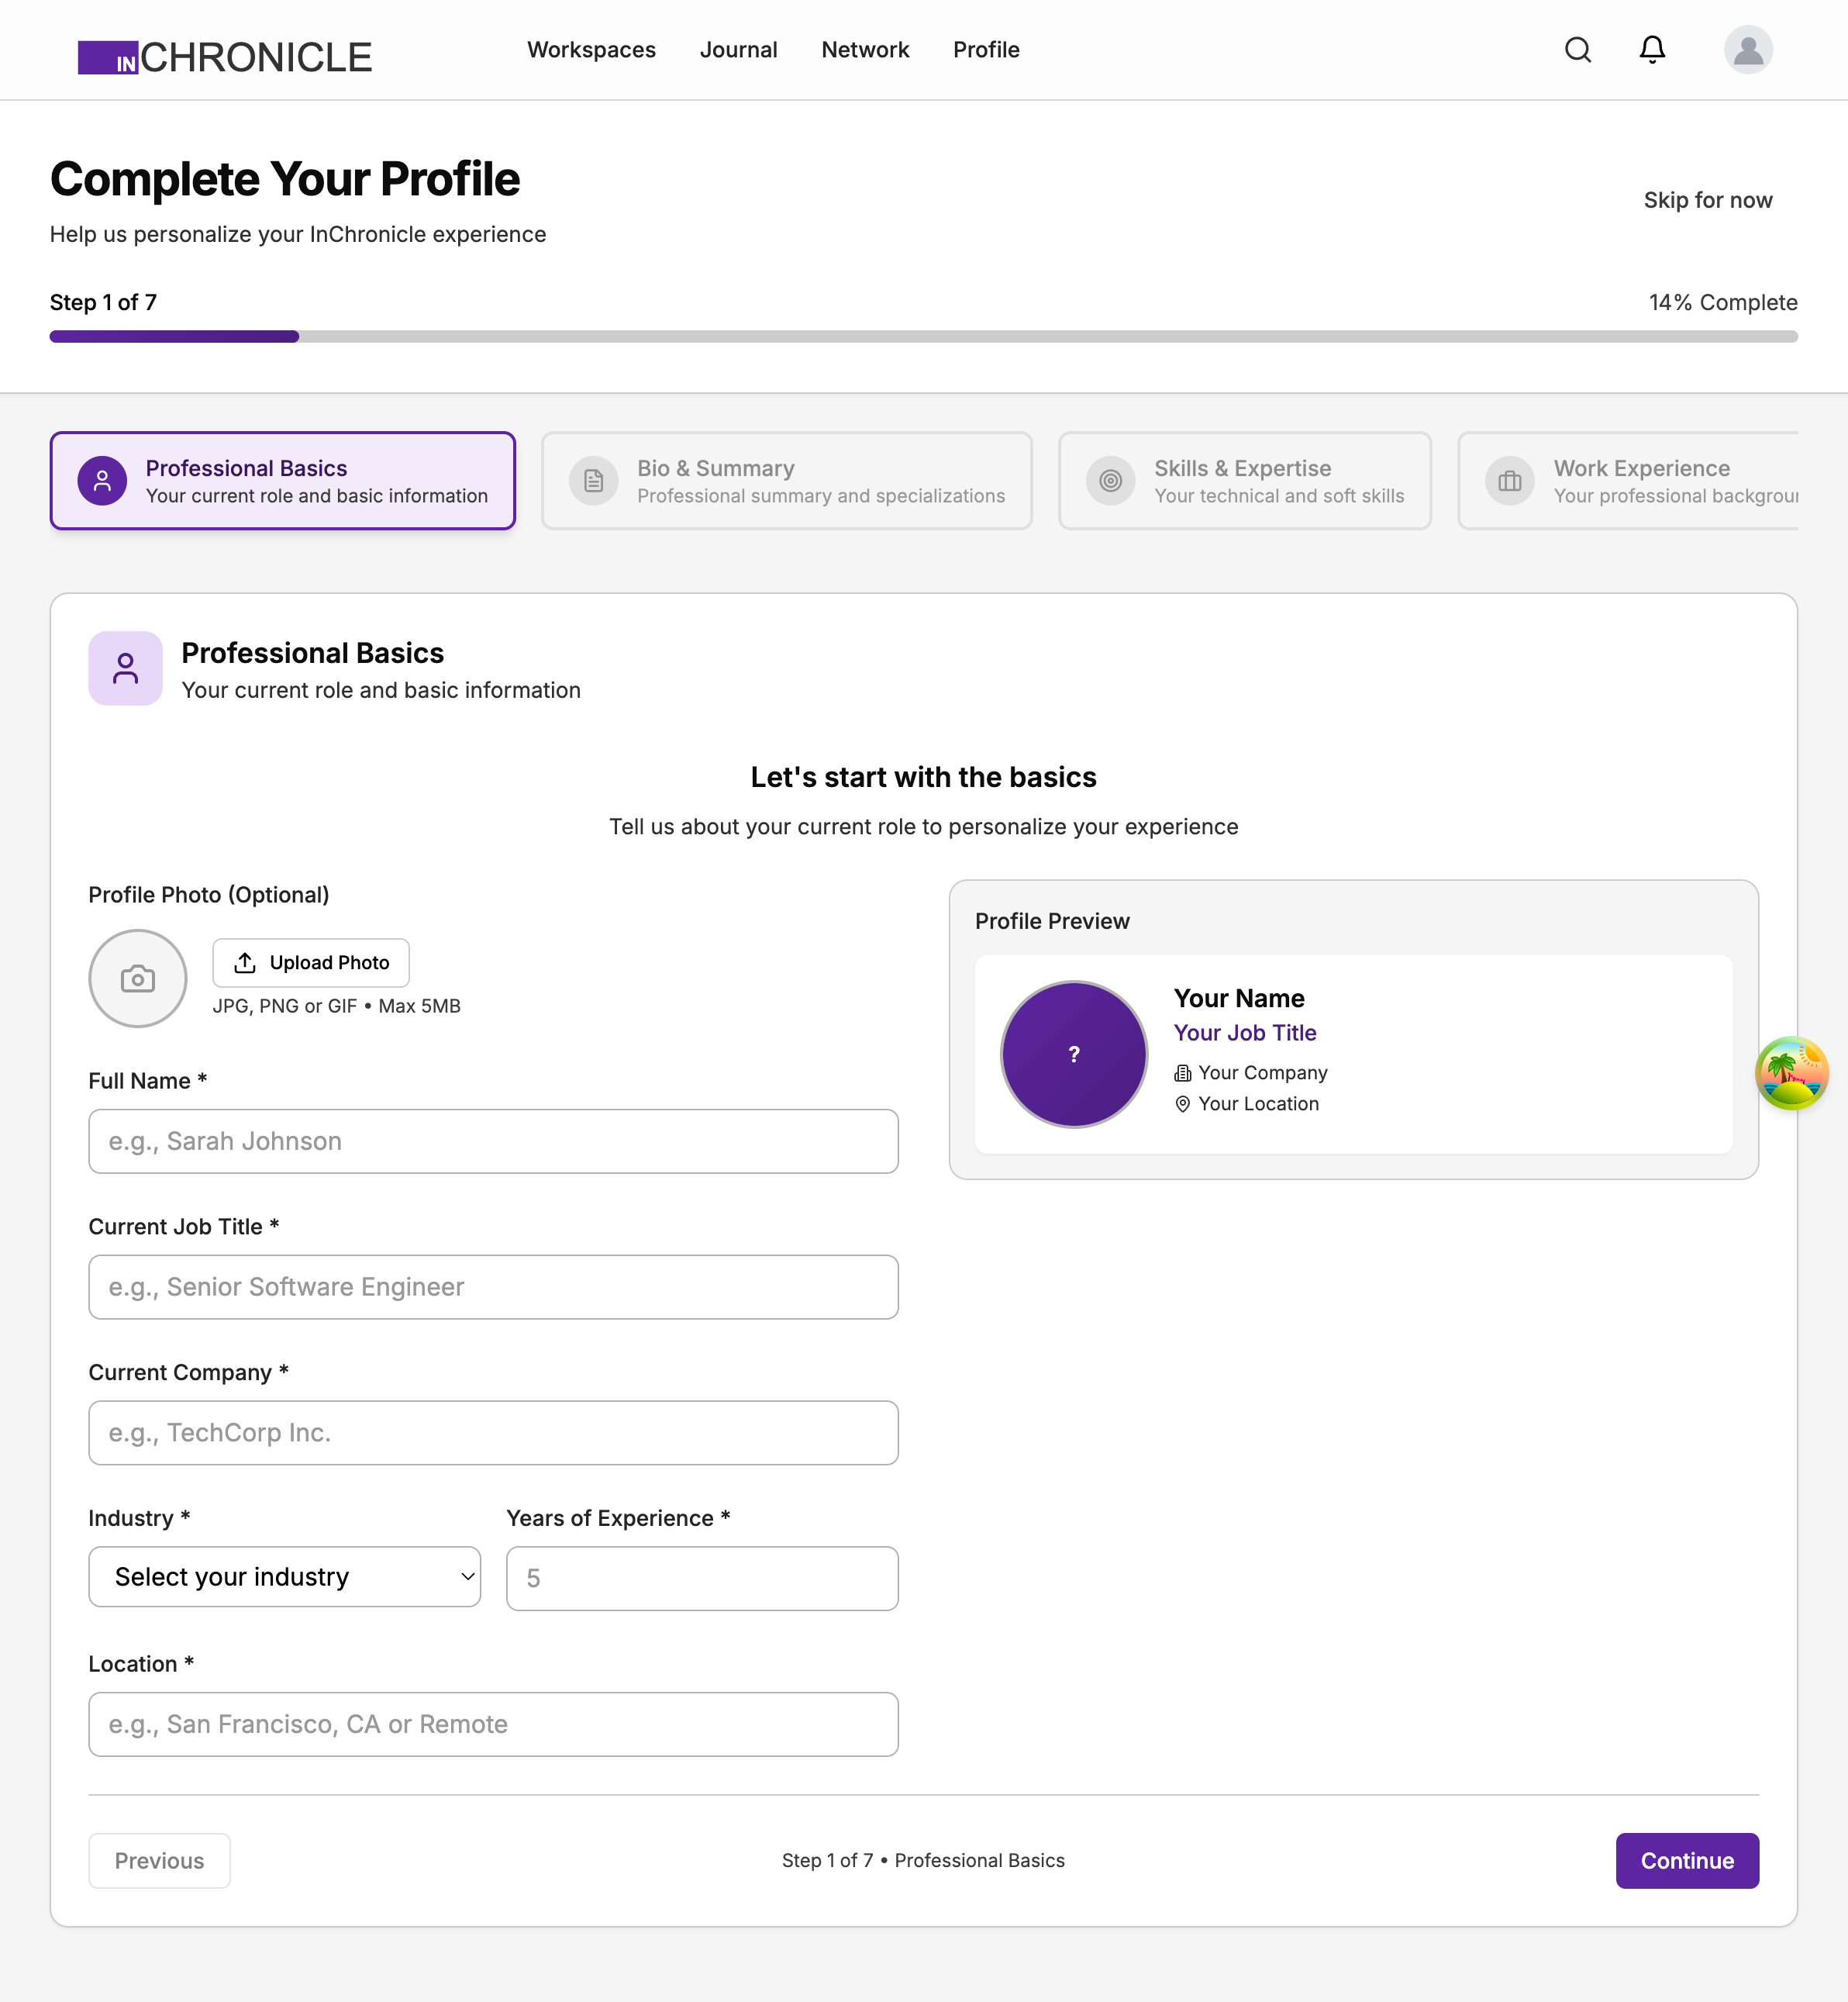 INCHRONICLE
Workspaces Journal Network Profile
Complete Your Profile
Skip for now
Help us personalize your InChronicle experience
Step 1 of 7
14% Complete
Professional Basics
Your current role and basic information
Bio & Summary
Professional summary and specializations
Skills & Expertise
Your technical and soft skills
Work Experience
Your professional backgrour
Professional Basics
Your current role and basic information
Let's start with the basics
Tell us about your current role to personalize your experience
Profile Photo (Optional)
Upload Photo
JPG, PNG or GIF • Max 5MB
Full Name *
e.g., Sarah Johnson
Current Job Title *
e.g., Senior Software Engineer
Current Company *
e.g., TechCorp Inc.
Industry *
Select your industry
Years of Experience *
5
Location *
e.g., San Francisco, CA or Remote
Profile Preview
?
Your Name
Your Job Title
Your Company
Your Location
Previous
Step 1 of 7 • Professional Basics
Continue